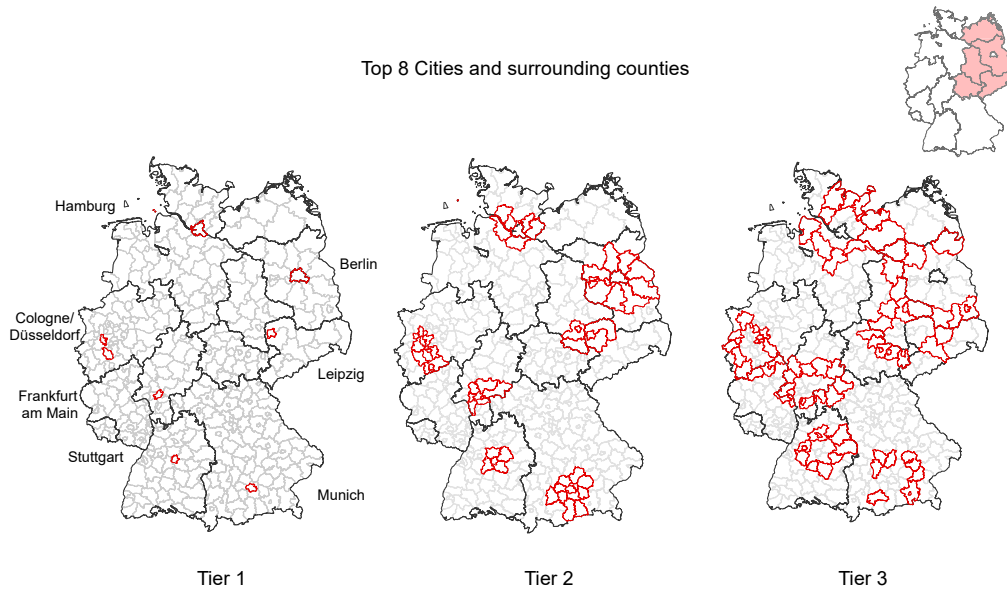 Top 8 Cities and surrounding counties
Hamburg
Berlin
Cologne/
Düsseldorf
Leipzig
Frankfurt
am Main
Stuttgart
Munich
Tier 1
Tier 2
Tier 3